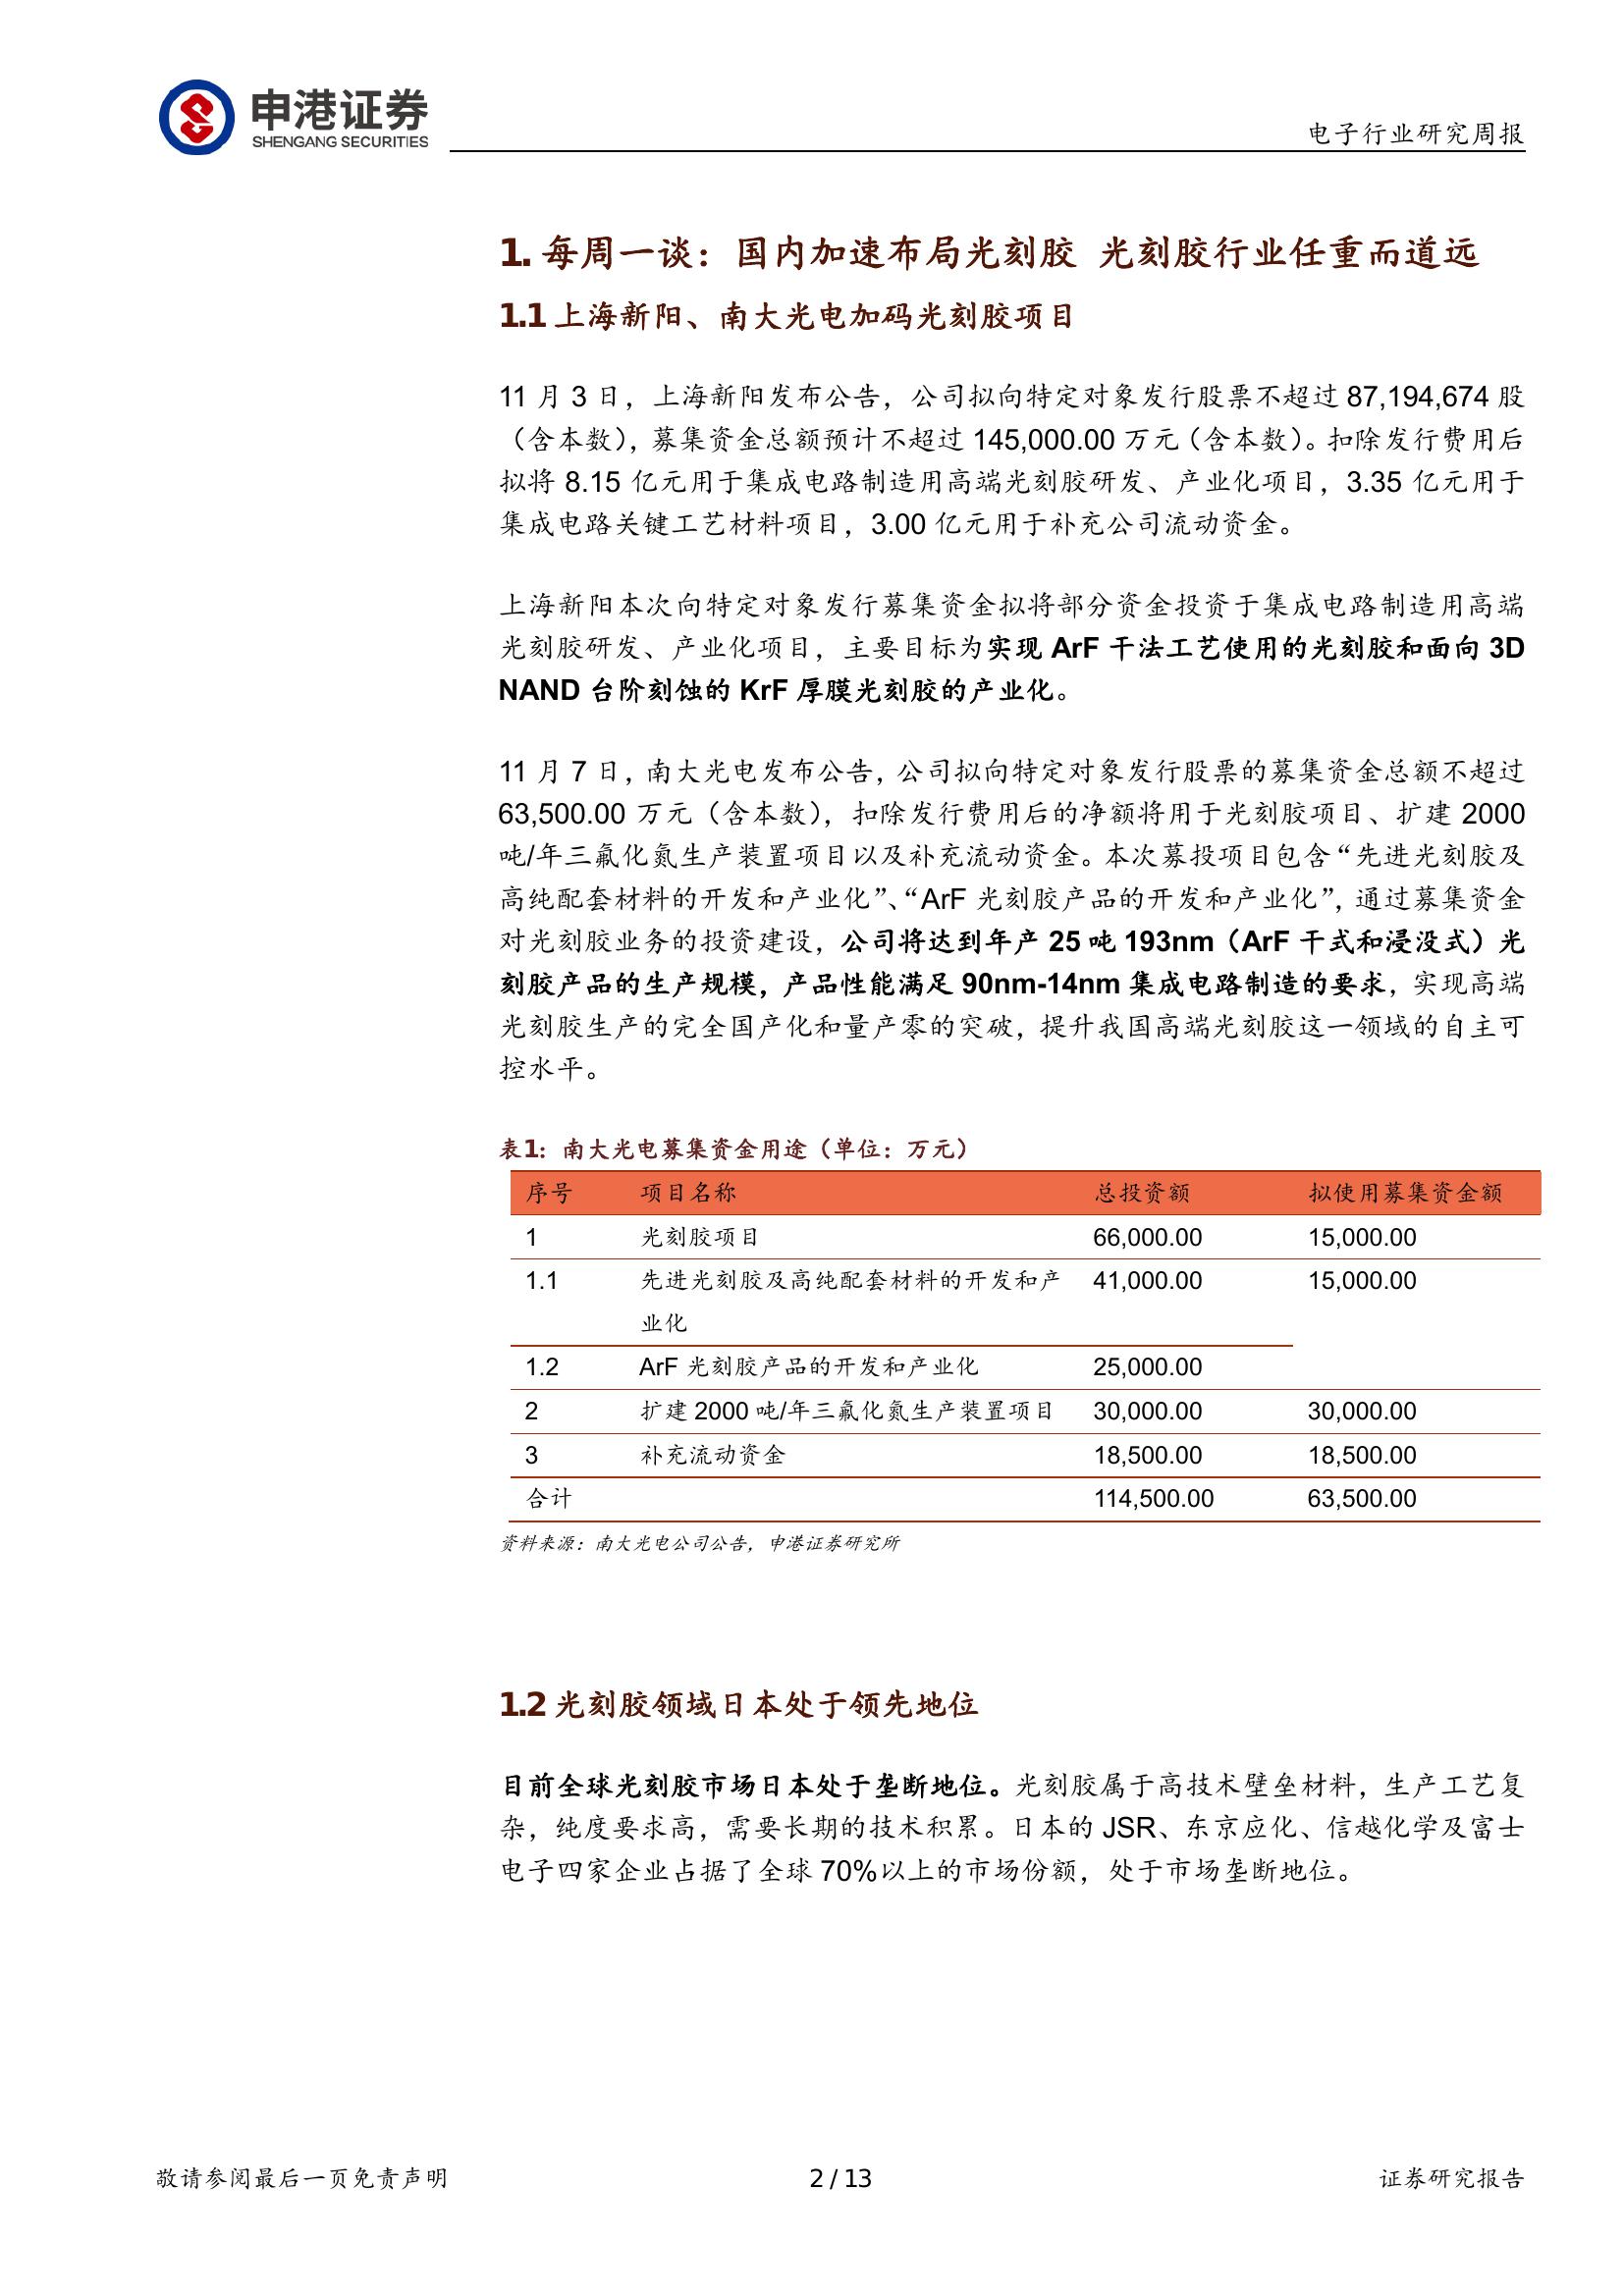 申港证券
SHENGANG SECURITIES
电子行业研究周报
1. 每周一谈：国内加速布局光刻胶 光刻胶行业任重而道远
1.1 上海新阳、南大光电加码光刻胶项目
11 月 3 日，上海新阳发布公告，公司拟向特定对象发行股票不超过 87,194,674 股
（含本数），募集资金总额预计不超过 145,000.00 万元（含本数）。扣除发行费用后
拟将 8.15 亿元用于集成电路制造用高端光刻胶研发、产业化项目，3.35 亿元用于
集成电路关键工艺材料项目，3.00 亿元用于补充公司流动资金。
上海新阳本次向特定对象发行募集资金拟将部分资金投资于集成电路制造用高端
光刻胶研发、产业化项目，主要目标为实现 ArF 干法工艺使用的光刻胶和面向 3D
NAND 台阶刻蚀的 KrF 厚膜光刻胶的产业化。
11 月 7 日，南大光电发布公告，公司拟向特定对象发行股票的募集资金总额不超过
63,500.00 万元（含本数），扣除发行费用后的净额将用于光刻胶项目、扩建 2000
吨/年三氟化氮生产装置项目以及补充流动资金。本次募投项目包含“先进光刻胶及
高纯配套材料的开发和产业化”、“ArF 光刻胶产品的开发和产业化”，通过募集资金
对光刻胶业务的投资建设，公司将达到年产 25 吨 193nm（ArF 干式和浸没式）光
刻胶产品的生产规模，产品性能满足 90nm-14nm 集成电路制造的要求，实现高端
光刻胶生产的完全国产化和量产零的突破，提升我国高端光刻胶这一领域的自主可
控水平。
表1：南大光电募集资金用途（单位：万元）
序号 项目名称 总投资额 拟使用募集资金额
1 光刻胶项目 66,000.00 15,000.00
1.1 先进光刻胶及高纯配套材料的开发和产 41,000.00 15,000.00
业化
1.2 ArF 光刻胶产品的开发和产业化 25,000.00
2 扩建 2000 吨/年三氟化氮生产装置项目 30,000.00 30,000.00
3 补充流动资金 18,500.00 18,500.00
合计 114,500.00 63,500.00
资料来源：南大光电公司公告，申港证券研究所
1.2 光刻胶领域日本处于领先地位
目前全球光刻胶市场日本处于垄断地位。光刻胶属于高技术壁垒材料，生产工艺复
杂，纯度要求高，需要长期的技术积累。日本的 JSR、东京应化、信越化学及富士
电子四家企业占据了全球 70%以上的市场份额，处于市场垄断地位。
敬请参阅最后一页免责声明 2 / 13 证券研究报告